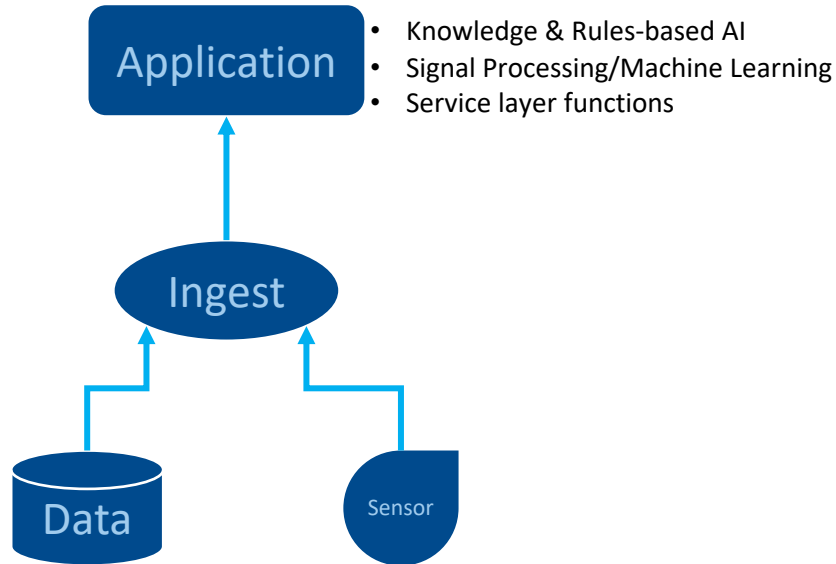 Application
• Knowledge & Rules-based AI
• Signal Processing/Machine Learning
• Service layer functions
Ingest
Data
Sensor